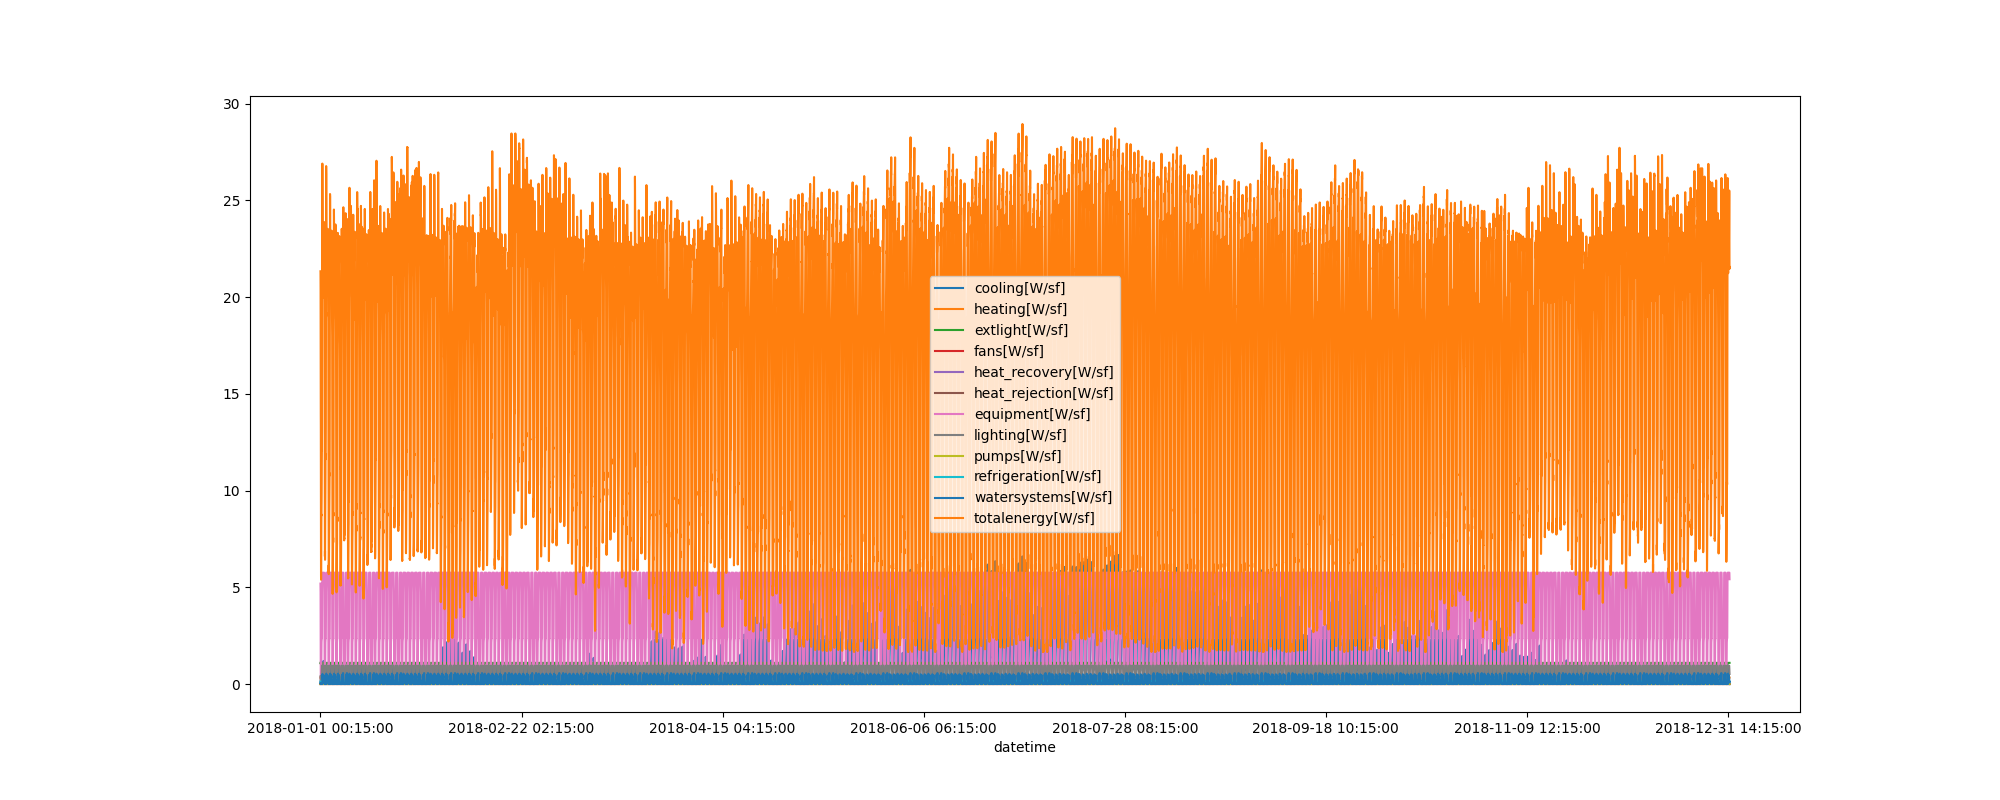 30
25
20
15
10
5
0
cooling[W/sf]
heating[W/sf]
extlight[W/sf]
fans[W/sf]
heat_recovery[W/sf]
heat_rejection[W/sf]
equipment[W/sf]
lighting[W/sf]
pumps[W/sf]
refrigeration[W/sf]
watersystems[W/sf]
totalenergy[W/sf]
2018-01-01 00:15:00 2018-02-22 02:15:00 2018-04-15 04:15:00 2018-06-06 06:15:00 2018-07-28 08:15:00 2018-09-18 10:15:00 2018-11-09 12:15:00 2018-12-31 14:15:00
datetime